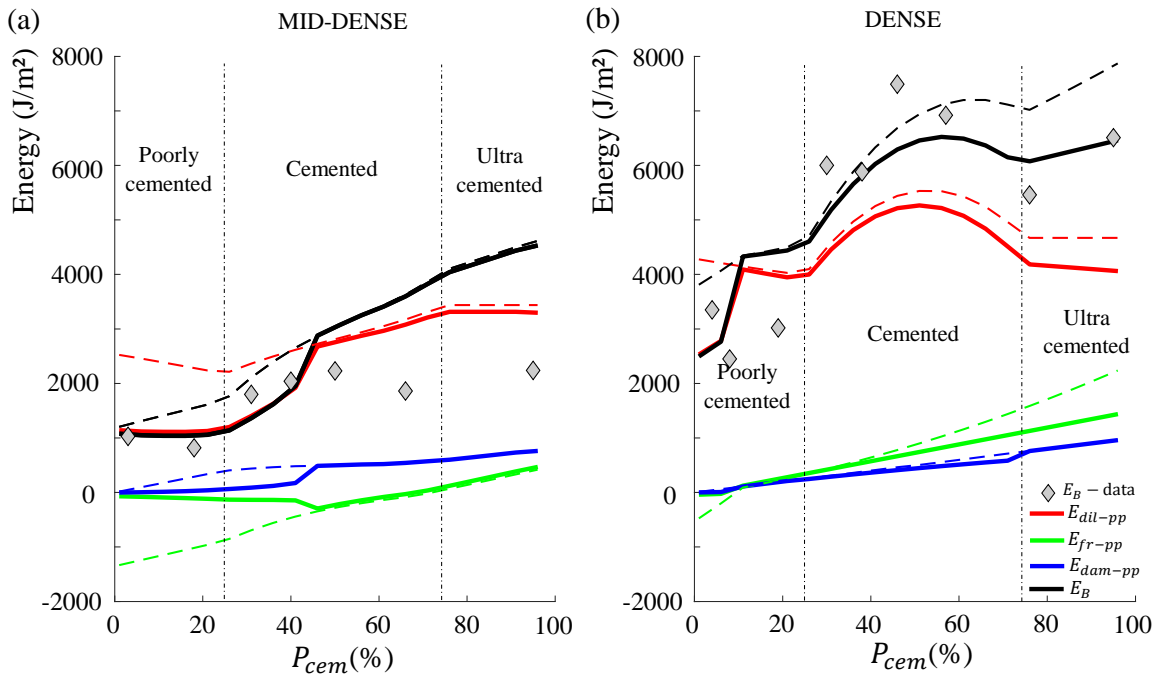 (a)
MID-DENSE
Energy (J/m²)
8000
6000
4000
2000
0
-2000
Poorly
cemented
Cemented
Ultra
cemented
0 20 40 60 80 100
P_cem(%)
(b)
DENSE
Energy (J/m²)
8000
6000
4000
2000
0
-2000
Poorly
cemented
Cemented
Ultra
cemented
E_B − data
E_dil−pp
E_fr−pp
E_dam−pp
E_B
0 20 40 60 80 100
P_cem(%)